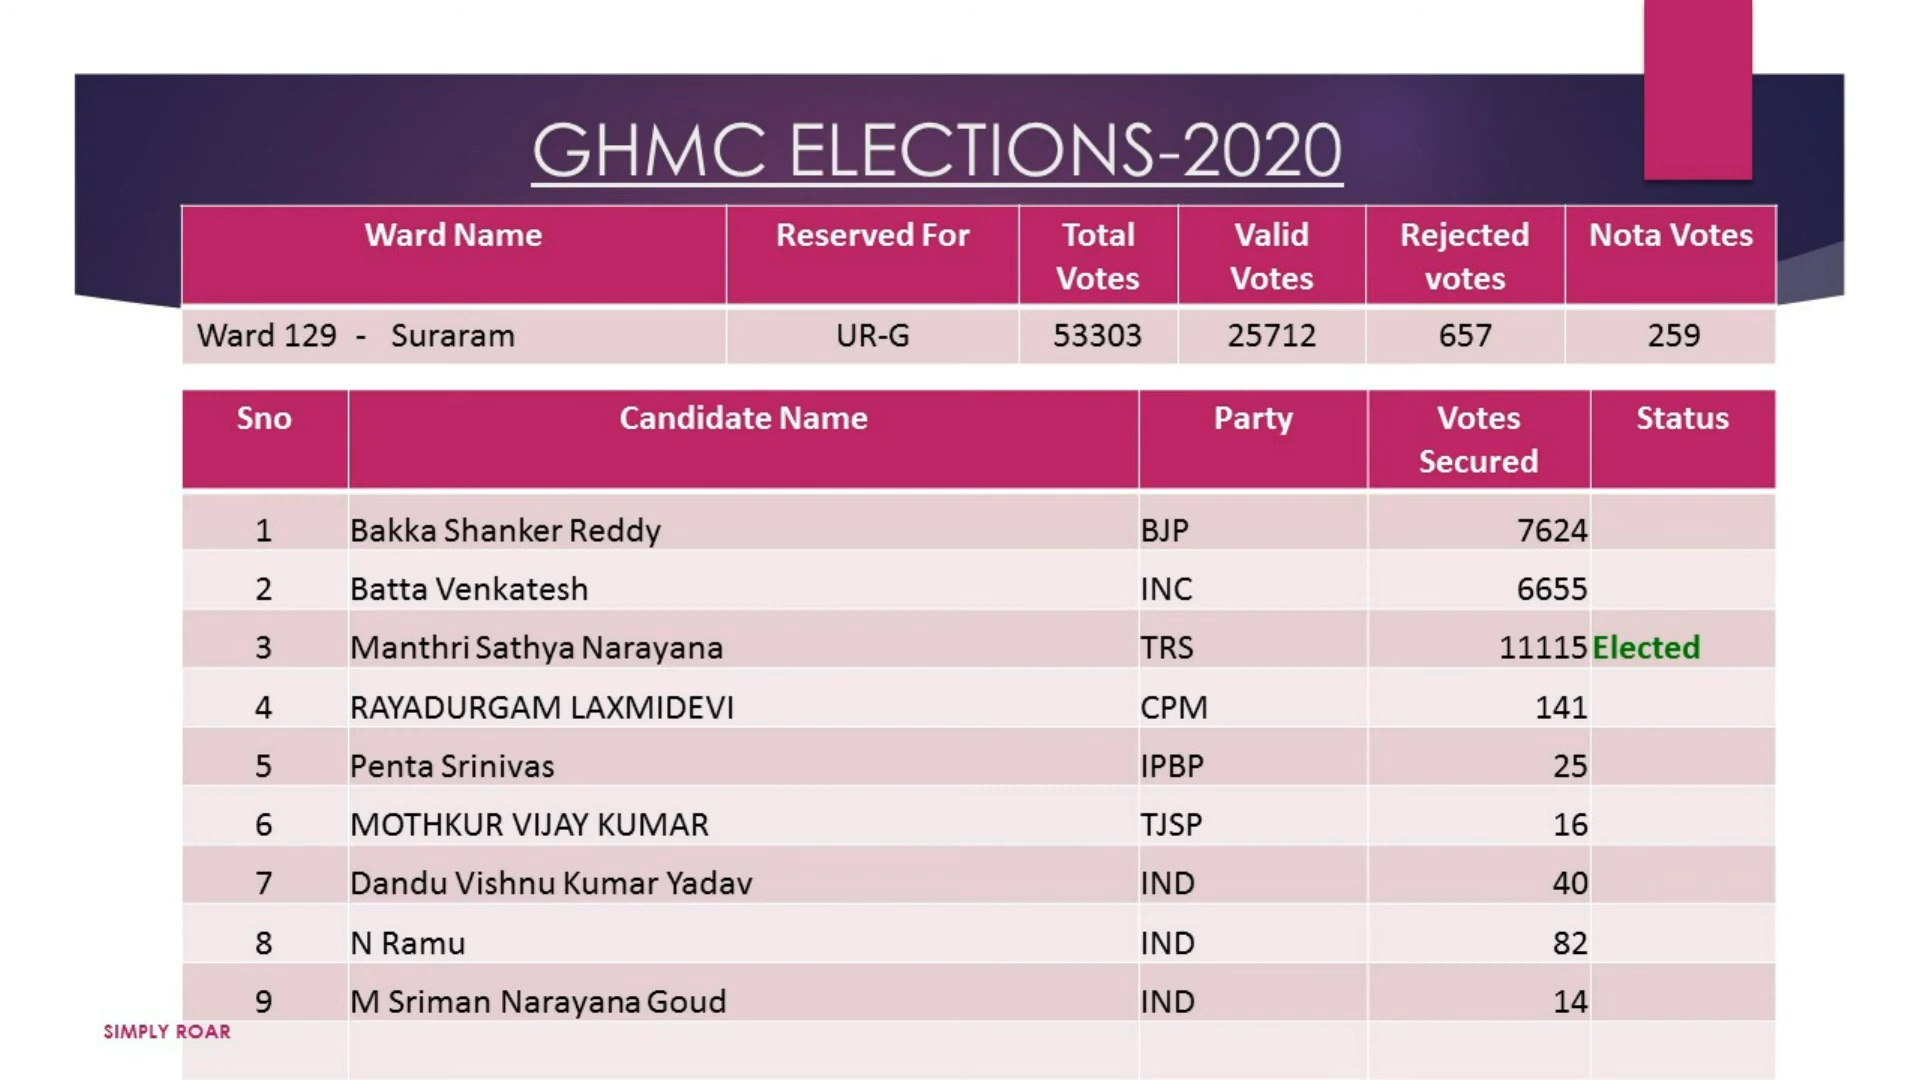 GHMC ELECTIONS-2020
Ward Name Reserved For Total Votes Valid Votes Rejected votes Nota Votes
Ward 129 - Suraram UR-G 53303 25712 657 259
Sno Candidate Name Party Votes Secured Status
1 Bakka Shanker Reddy BJP 7624
2 Batta Venkatesh INC 6655
3 Manthri Sathya Narayana TRS 11115 Elected
4 RAYADURGAM LAXMIDEVI CPM 141
5 Penta Srinivas IPBP 25
6 MOTHKUR VIJAY KUMAR TJSP 16
7 Dandu Vishnu Kumar Yadav IND 40
8 N Ramu IND 82
9 M Sriman Narayana Goud IND 14
SIMPLY ROAR